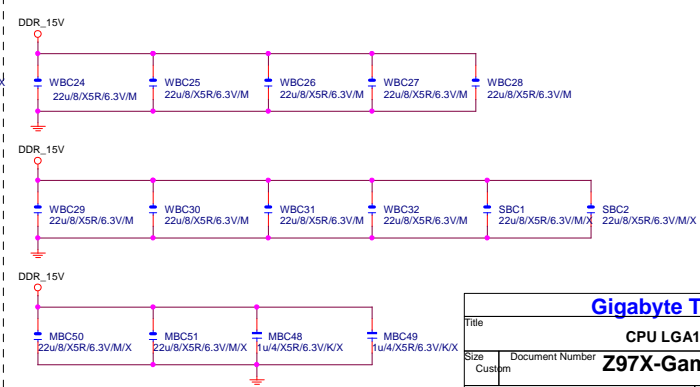 DDR_15V
WBC24 WBC25 WBC26 WBC27 WBC28
22u/8/X5R/6.3V/M 22u/8/X5R/6.3V/M 22u/8/X5R/6.3V/M 22u/8/X5R/6.3V/M 22u/8/X5R/6.3V/M
DDR_15V
WBC29 WBC30 WBC31 WBC32 SBC1 SBC2
22u/8/X5R/6.3V/M 22u/8/X5R/6.3V/M 22u/8/X5R/6.3V/M 22u/8/X5R/6.3V/M 22u/8/X5R/6.3V/M/X 22u/8/X5R/6.3V/M/X
DDR_15V
MBC50 MBC51 MBC48 MBC49
22u/8/X5R/6.3V/M/X 22u/8/X5R/6.3V/M/X 1u/4/X5R/6.3V/K/X 1u/4/X5R/6.3V/K/X
Gigabyte T
Title
CPU LGA1
Size Document Number Z97X-Gam
Custom